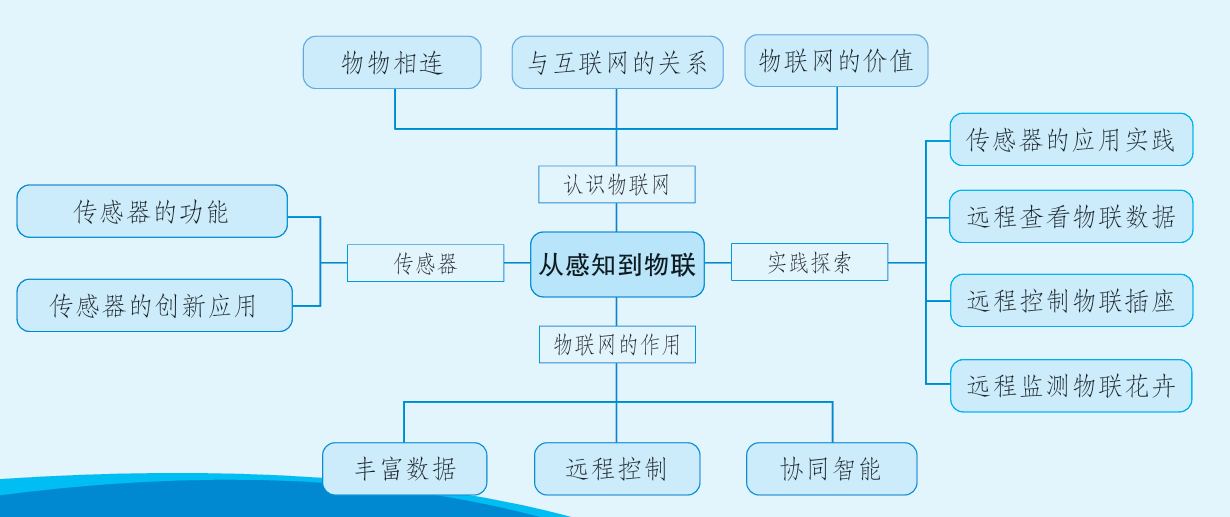 物物相连
与互联网的关系
物联网的价值
认识物联网
传感器的功能
传感器的创新应用
传感器
从感知到物联
实践探索
传感器的应用实践
远程查看物联数据
远程控制物联插座
远程监测物联花卉
物联网的作用
丰富数据
远程控制
协同智能